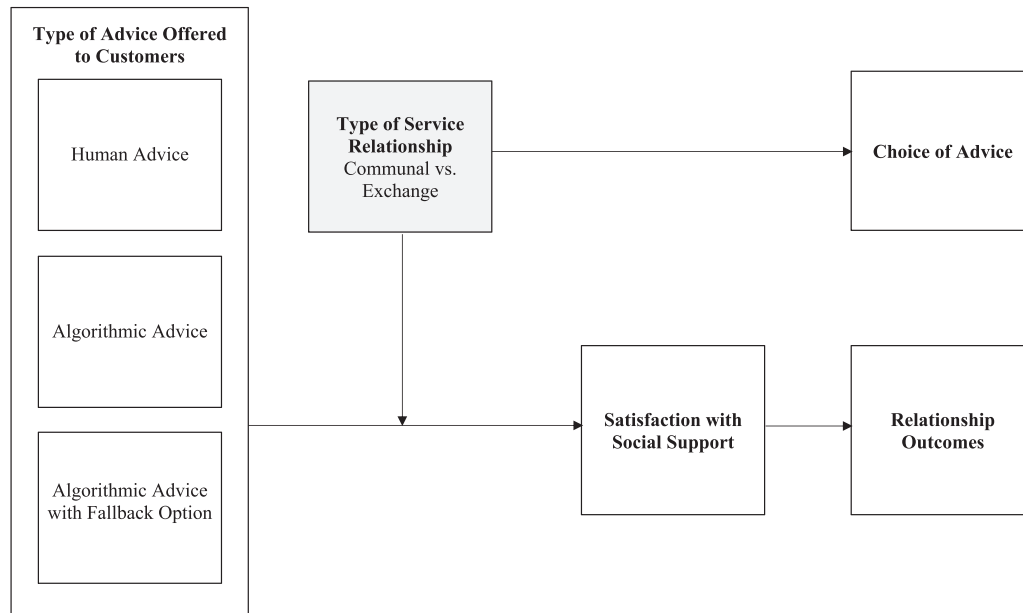 Type of Advice Offered
to Customers
Human Advice
Algorithmic Advice
Algorithmic Advice
with Fallback Option
Type of Service
Relationship
Communal vs.
Exchange
Choice of Advice
Satisfaction with
Social Support
Relationship
Outcomes